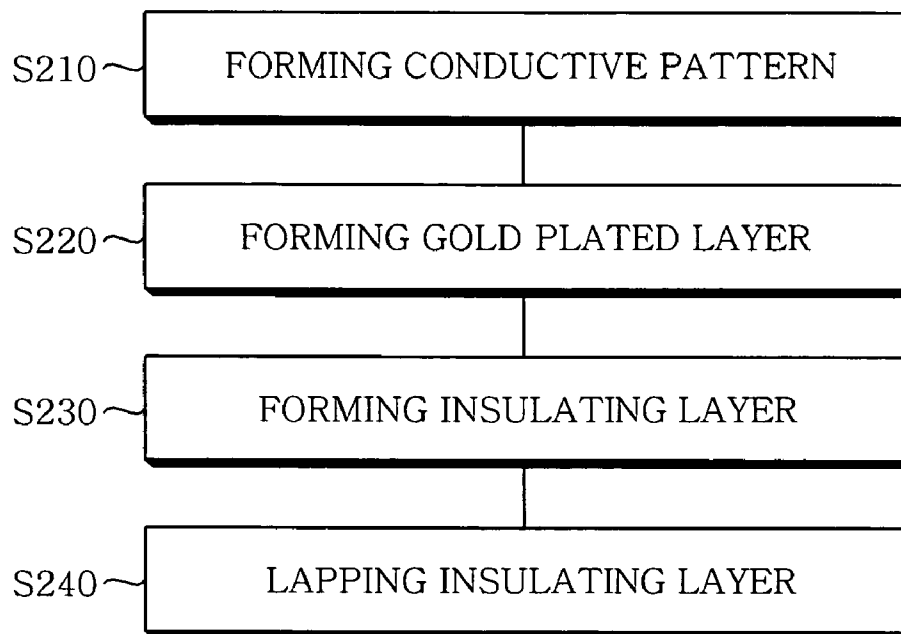 S210 FORMING CONDUCTIVE PATTERN
S220 FORMING GOLD PLATED LAYER
S230 FORMING INSULATING LAYER
S240 LAPPING INSULATING LAYER